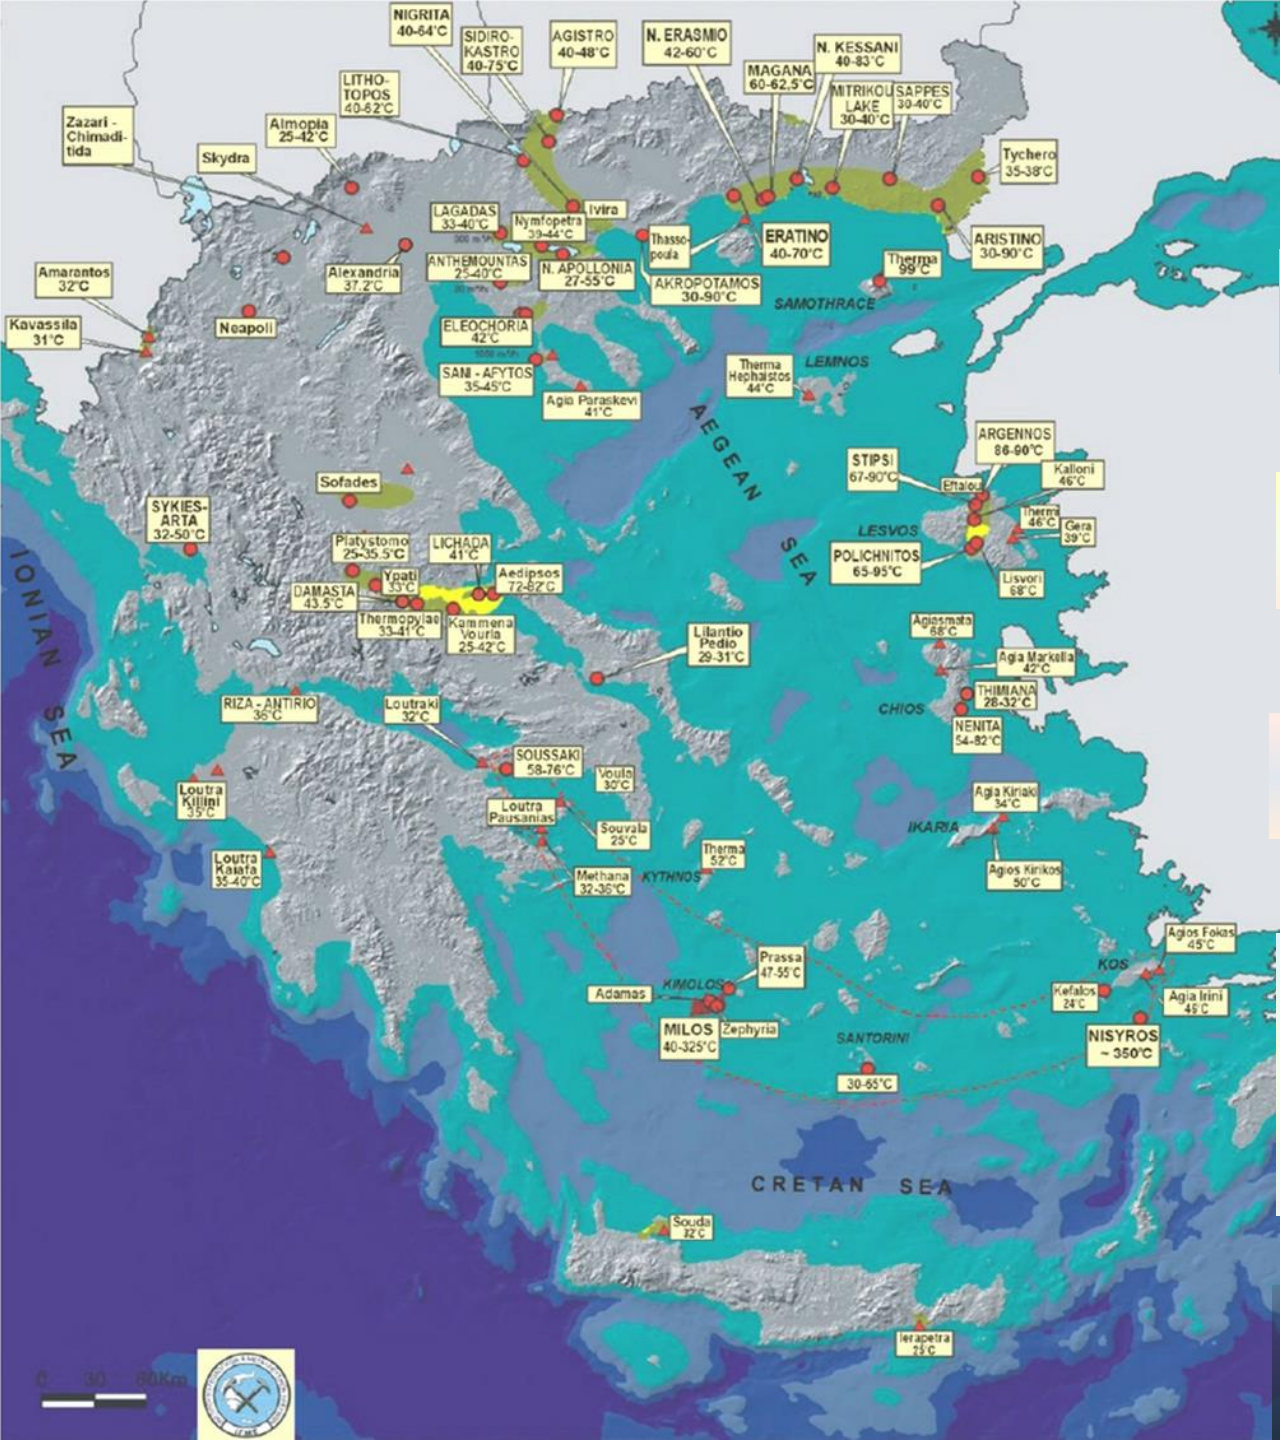 NIGRITA
40-64°C
SIDIRO-
KASTRO
40-75°C
AGISTRO
40-48°C
N. ERASMIO
42-60°C
N. KESSANI
40-83°C
MAGANA
60-62,5°C
MITRIKOU
LAKE
30-40°C
SAPPES
30-40°C
LITHO-
TOPOS
40-62°C
Zazari -
Chimadi-
tida
Almopia
25-42°C
Skydra
Tychero
35-38°C
LAGADAS
33-40°C
Ivira
Nymfopetra
39-44°C
Thasso-
poula
ERATINO
40-70°C
ARISTINO
30-90°C
Amarantos
32°C
Alexandria
37.2°C
ANTHEMOUNTAS
25-40°C
N. APOLLONIA
27-55°C
AKROPOTAMOS
30-90°C
Therma
99°C
SAMOTHRACE
Kavassila
31°C
Neapoli
ELEOCHORIA
42°C
SANI - AFYTOS
35-45°C
Agia Paraskevi
41°C
Therma
Hephaistos
44°C
LEMNOS
AEGEAN
SEA
ARGENNOS
86-90°C
STIPSI
67-90°C
Kalloni
46°C
Eftalou
Sofades
SYKIES-
ARTA
32-50°C
LESVOS
Thermi
46°C
Gera
39°C
POLICHNITOS
65-95°C
Lisvori
68°C
Platystomo
25-35.5°C
LICHADA
41°C
Ypati
33°C
Aedipsos
72-82°C
DAMASTA
43.5°C
Thermopylae
33-41°C
Kammena
Vourla
25-42°C
IONIAN
SEA
Lilantio
Pedio
29-31°C
Agiasmata
68°C
Agia Markella
42°C
CHIOS
THIMIANA
28-32°C
NENITA
54-82°C
RIZA - ANTIRIO
36°C
Loutraki
32°C
SOUSSAKI
58-76°C
Voula
30°C
Loutra
Killini
35°C
Loutra
Pausanias
Souvala
25°C
Agia Kiriaki
34°C
IKARIA
Loutra
Kaiafa
35-40°C
Methana
32-36°C
KYTHNOS
Therma
52°C
Agios Kirikos
50°C
Agios Fokas
45°C
KOS
Prassa
47-55°C
KIMOLOS
Adamas
MILOS
40-325°C
Zephyria
Kefalos
24°C
Agia Irini
49°C
SANTORINI
NISYROS
~ 350°C
30-65°C
CRETAN SEA
Souda
Ierapetra
25°C
0 30 60Km